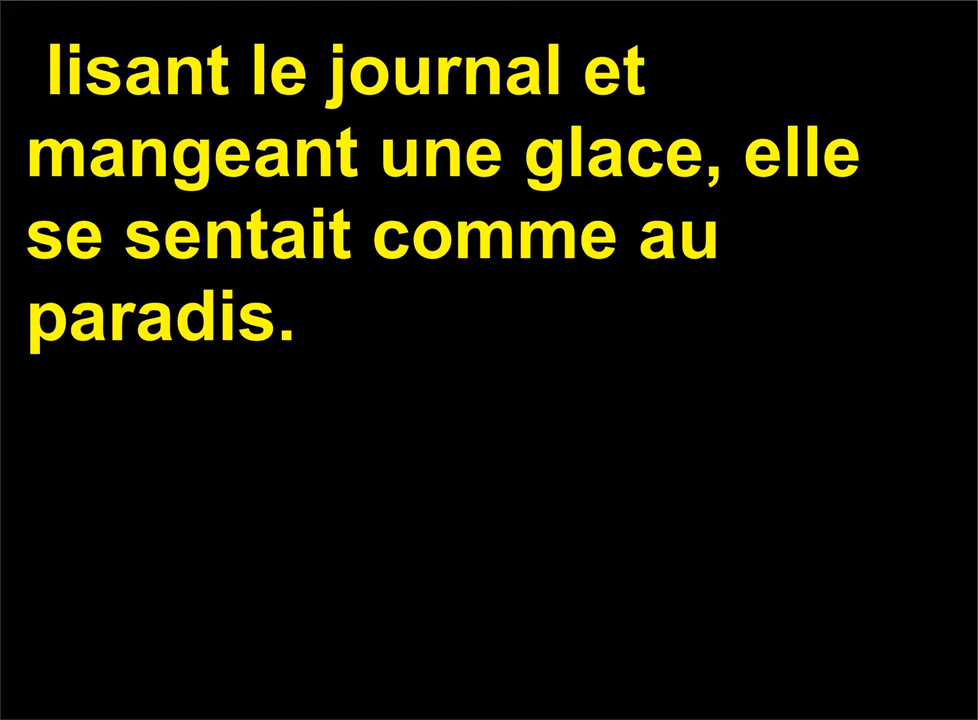 lisant le journal et
mangeant une glace, elle
se sentait comme au
paradis.